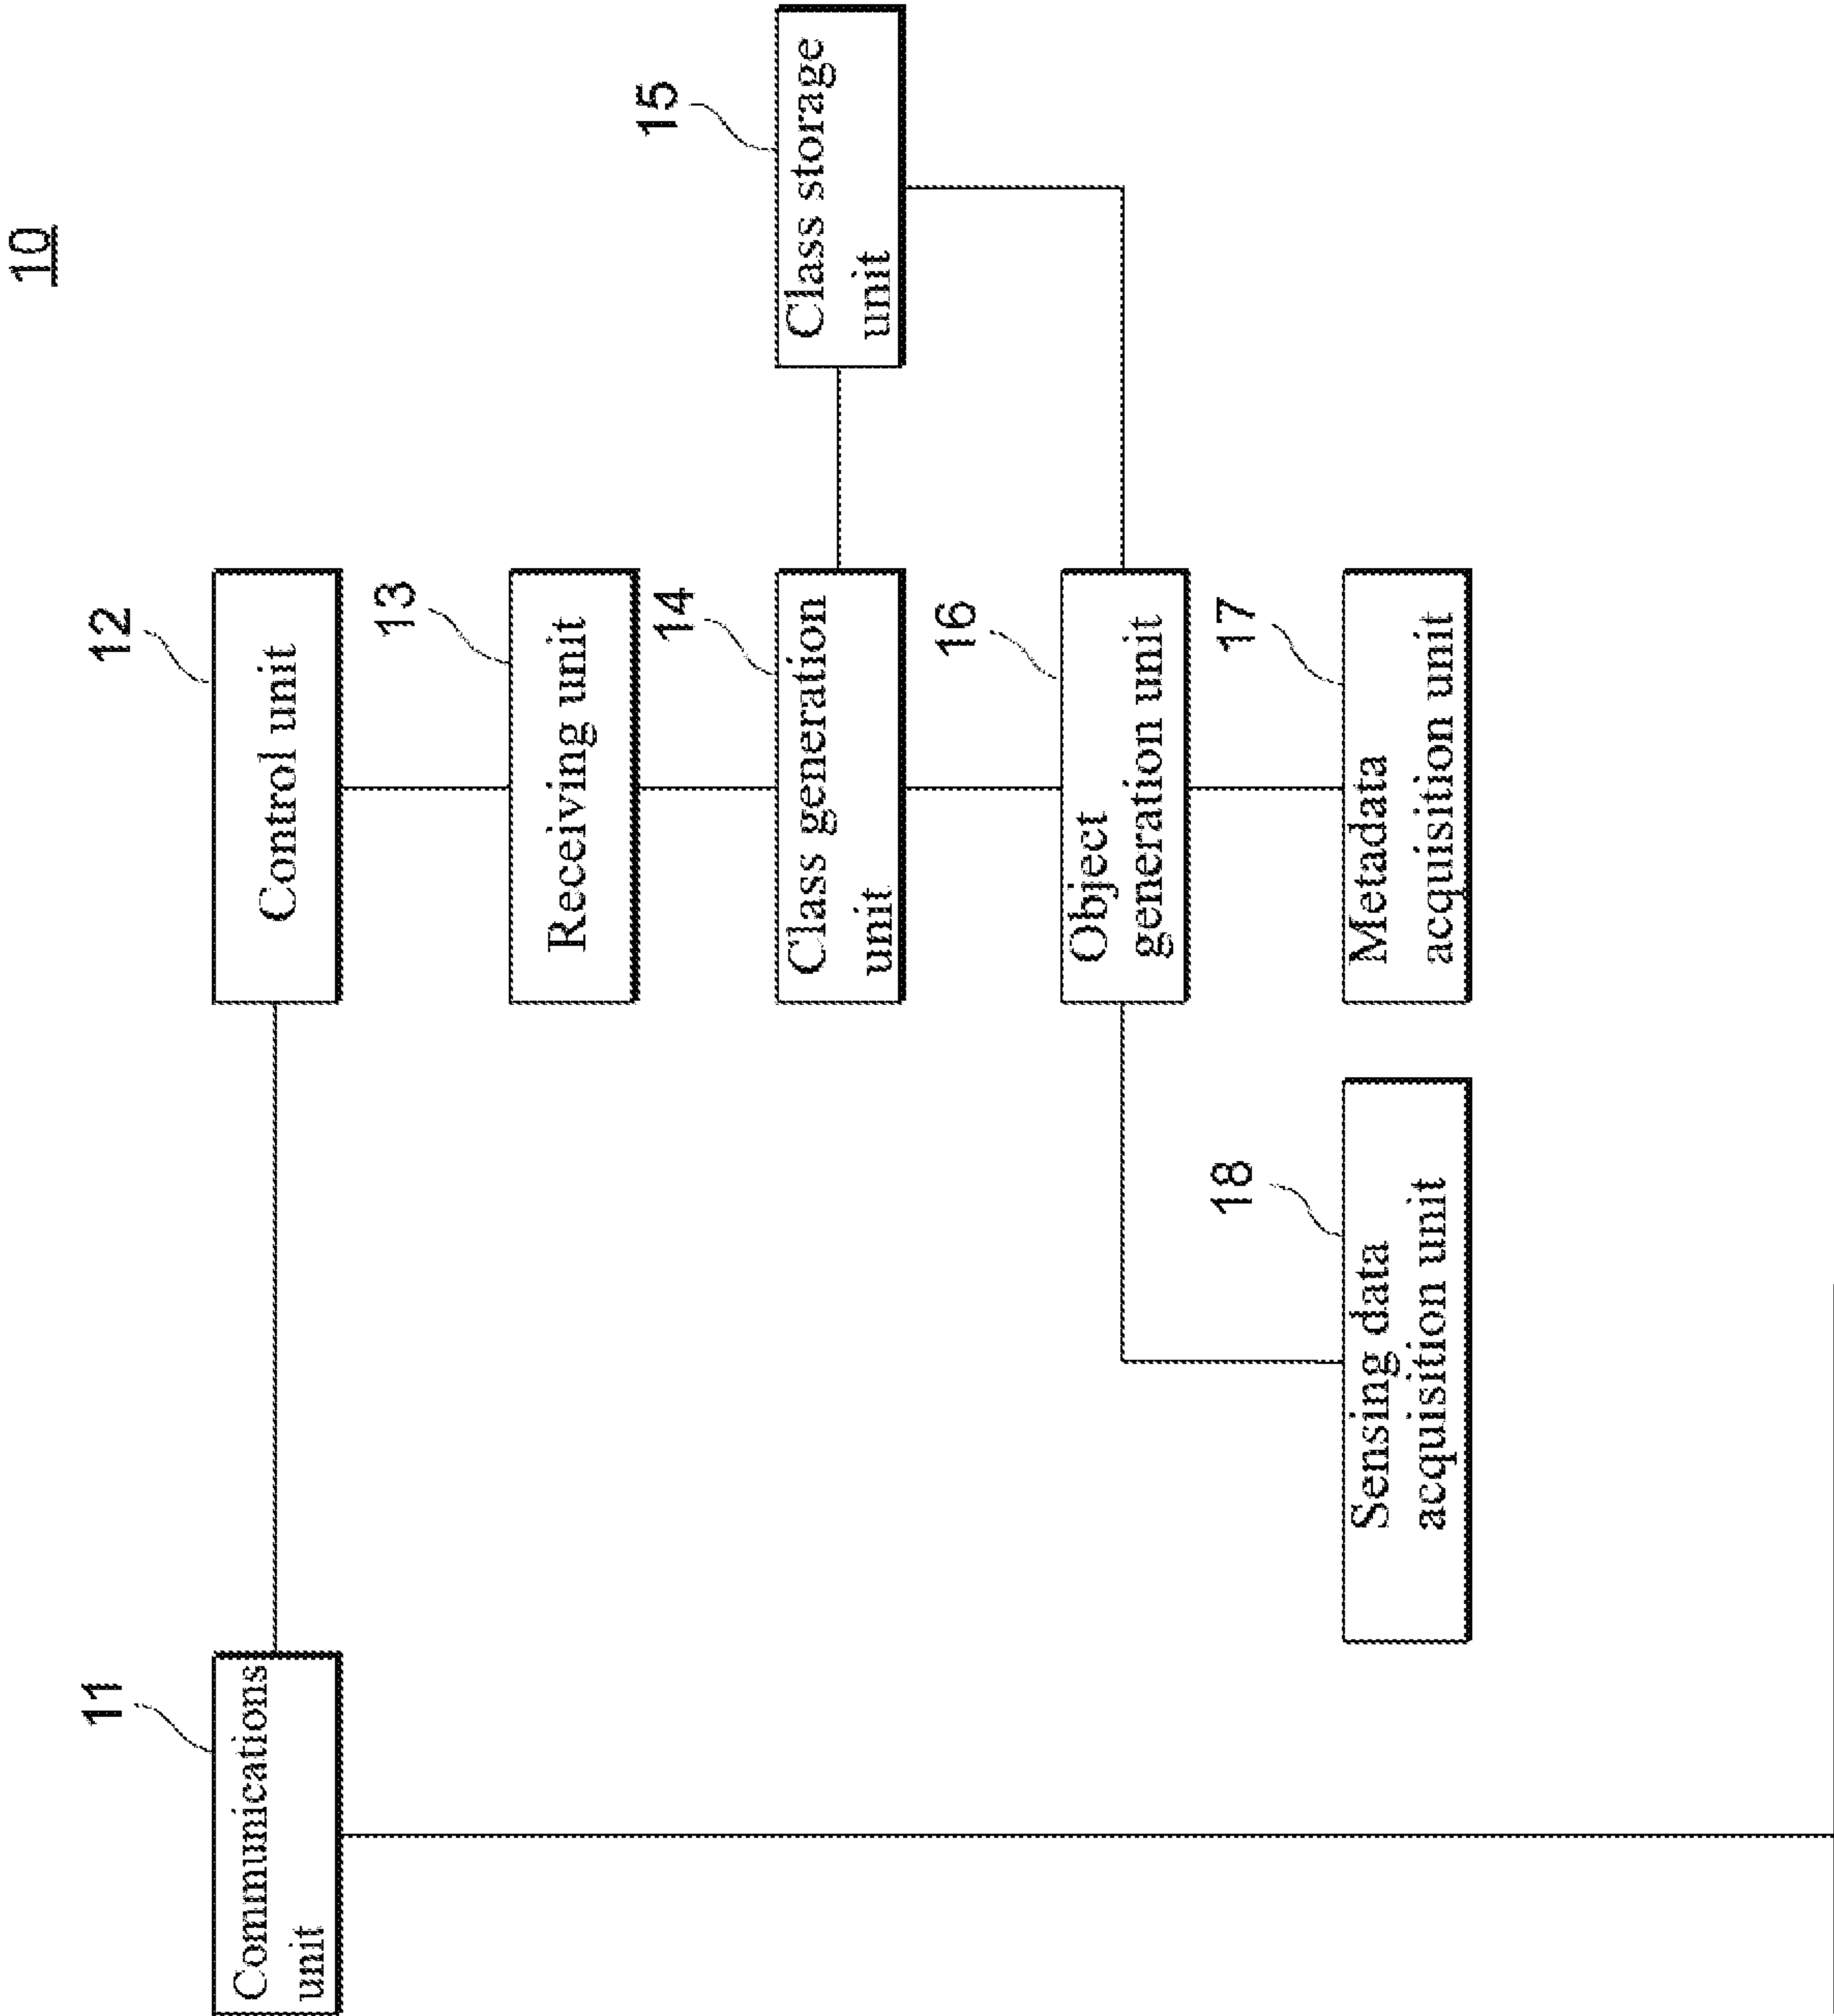 10
11
Communications
unit
12
Control unit
13
Receiving unit
14
Class generation
unit
15
Class storage
unit
16
Object
generation unit
17
Metadata
acquisition unit
18
Sensing data
acquisition unit